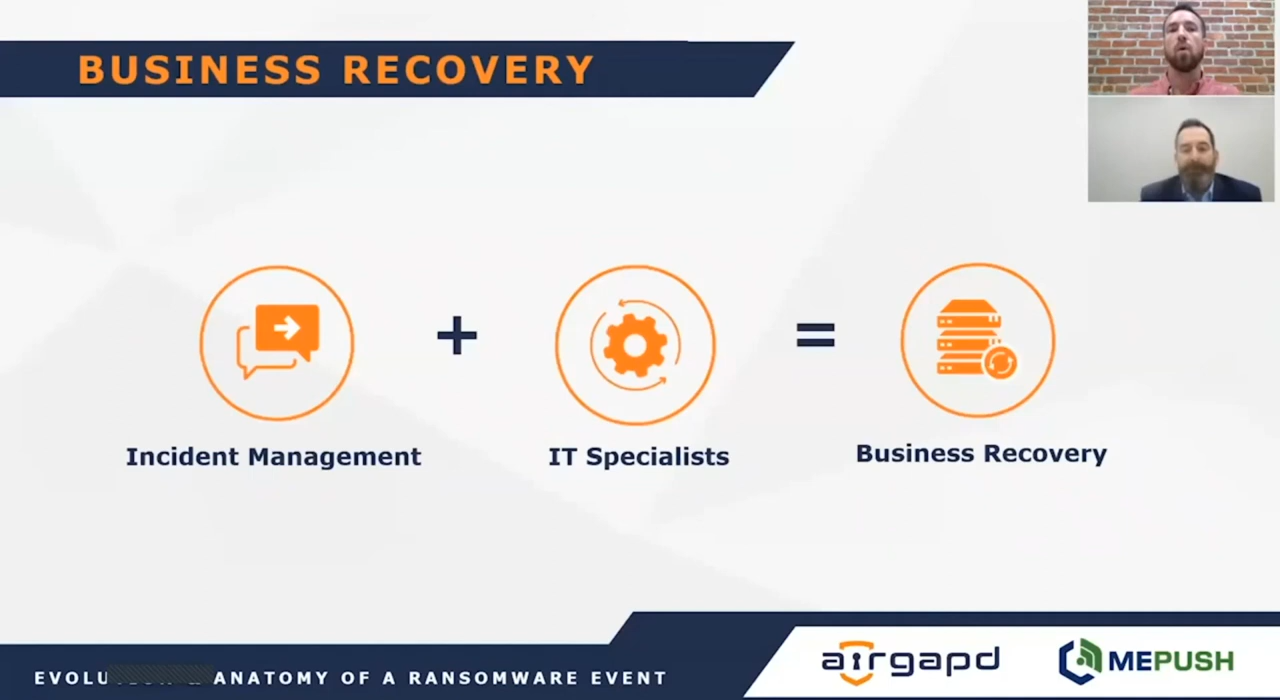 BUSINESS RECOVERY
+ =
Incident Management IT Specialists Business Recovery
ANATOMY OF A RANSOMWARE EVENT
airgapd MEPUSH